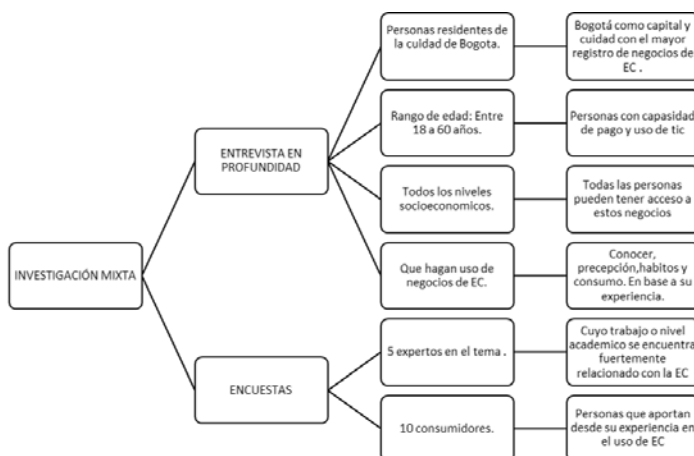 INVESTIGACIÓN MIXTA
ENTREVISTA EN
PROFUNDIDAD
Personas residentes de
la cuidad de Bogota.
Bogotá como capital y
cuidad con el mayor
registro de negocios de
EC .
Rango de edad: Entre
18 a 60 años.
Personas con capasidad
de pago y uso de tic
Todos los niveles
socioeconomicos.
Todas las personas
pueden tener acceso a
estos negocios
Que hagan uso de
negocios de EC.
Conocer,
precepción,habitos y
consumo. En base a su
experiencia.
ENCUESTAS
5 expertos en el tema .
Cuyo trabajo o nivel
academico se encuentra
fuertemente
relacionado con la EC
10 consumidores.
Personas que aportan
desde su experiencia en
el uso de EC